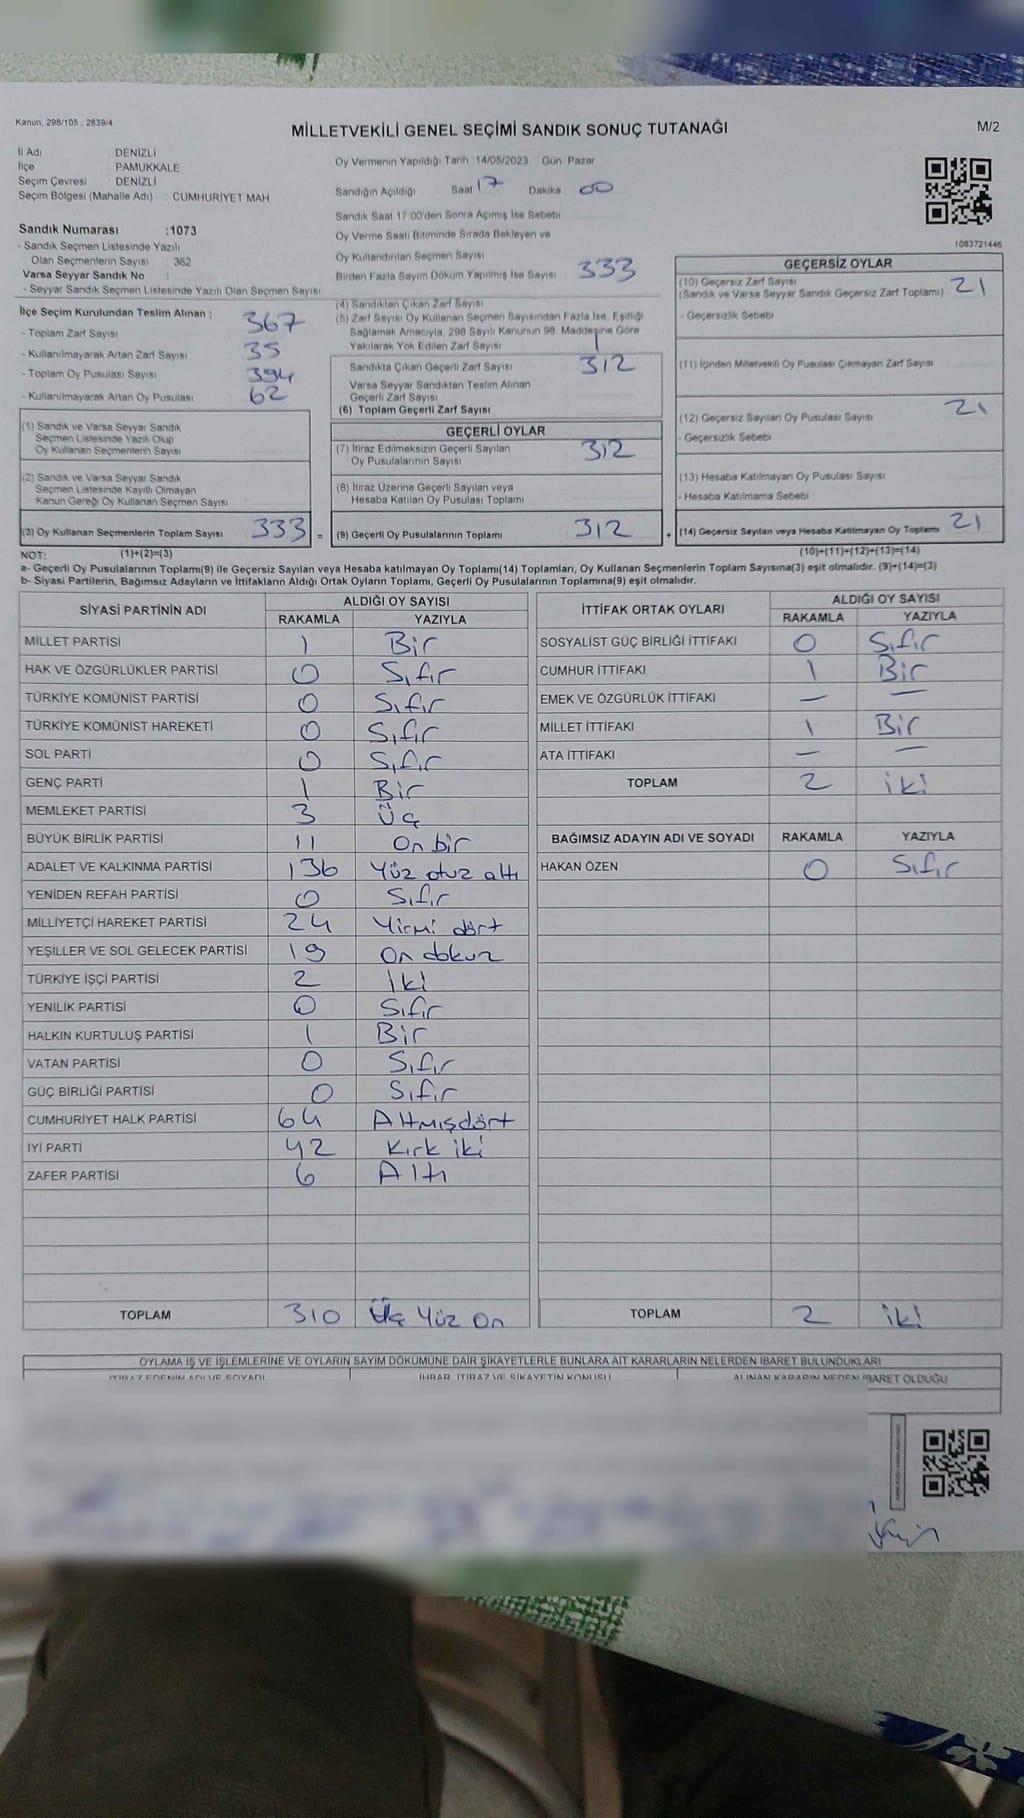 Kanun, 298/105 , 2839/4
MİLLETVEKİLİ GENEL SEÇİMİ SANDIK SONUÇ TUTANAĞI
M/2
İl Adı DENİZLİ
İlçe PAMUKKALE
Seçim Çevresi : DENİZLİ
Seçim Bölgesi (Mahalle Adı) : CUMHURİYET MAH
Oy Vermenin Yapıldığı Tarih : 14/05/2023 Gün Pazar
Sandığın Açıldığı Saat 17 Dakika 00
Sandık Saat 17:00'den Sonra Açımış İse Sebebi
Oy Verme Saati Bitiminde Sırada Bekleyen ve
Oy Kullandırılan Seçmen Sayısı
Birden Fazla Sayım Döküm Yapılmış İse Sayısı
1083721446
Sandık Numarası :1073
- Sandık Seçmen Listesinde Yazılı
Olan Seçmenlerin Sayısı : 362
Varsa Seyyar Sandık No :
- Seyyar Sandık Seçmen Listesinde Yazılı Olan Seçmen Sayısı
İlçe Seçim Kurulundan Teslim Alınan :
- Toplam Zarf Sayısı 367
- Kullanılmayarak Artan Zarf Sayısı 35
- Toplam Oy Pusulası Sayısı 394
- Kullanılmayarak Artan Oy Pusulası 62
(1) Sandık ve Varsa Seyyar Sandık
Seçmen Listesinde Yazılı Olup
Oy Kullanan Seçmenlerin Sayısı
(2) Sandık ve Varsa Seyyar Sandık
Seçmen Listesinde Kayıtlı Olmayan
Kanun Gereği Oy Kullanan Seçmen Sayısı
(3) Oy Kullanan Seçmenlerin Toplam Sayısı 333 =
(4) Sandıktan Çıkan Zarf Sayısı 333
(5) Zarf Sayısı Oy Kullanan Seçmen Sayısından Fazla İse, Eşitliği
Sağlamak Amacıyla, 298 Sayılı Kanunun 98. Maddesine Göre
Yakılarak Yok Edilen Zarf Sayısı
Sandıkta Çıkan Geçerli Zarf Sayısı 312
Varsa Seyyar Sandıktan Teslim Alınan
Geçerli Zarf Sayısı
(6) Toplam Geçerli Zarf Sayısı
GEÇERLİ OYLAR
(7) İtiraz Edilmeksizin Geçerli Sayılan
Oy Pusulalarının Sayısı 312
(8) İtiraz Üzerine Geçerli Sayılan veya
Hesaba Katılan Oy Pusulası Toplamı
(9) Geçerli Oy Pusulalarının Toplamı 312 +
GEÇERSİZ OYLAR
(10) Geçersiz Zarf Sayısı 21
(Sandık ve Varsa Seyyar Sandık Geçersiz Zarf Toplamı)
- Geçersizlik Sebebi
(11) İçinden Milletvekili Oy Pusulası Çıkmayan Zarf Sayısı
(12) Geçersiz Sayılan Oy Pusulası Sayısı 21
- Geçersizlik Sebebi
(13) Hesaba Katılmayan Oy Pusulası Sayısı
- Hesaba Katılmama Sebebi
(14) Geçersiz Sayılan veya Hesaba Katılmayan Oy Toplamı 21
NOT: (1)+(2)=(3) (10)+(11)+(12)+(13)=(14)
a- Geçerli Oy Pusulalarının Toplamı(9) ile Geçersiz Sayılan veya Hesaba katılmayan Oy Toplamı(14) Toplamları, Oy Kullanan Seçmenlerin Toplam Sayısına(3) eşit olmalıdır. (9)+(14)=(3)
b- Siyasi Partilerin, Bağımsız Adayların ve İttifakların Aldığı Ortak Oyların Toplamı, Geçerli Oy Pusulalarının Toplamına(9) eşit olmalıdır.
SİYASİ PARTİNİN ADI ALDIĞI OY SAYISI
RAKAMLA YAZIYLA
MİLLET PARTİSİ 1 Bir
HAK VE ÖZGÜRLÜKLER PARTİSİ 0 Sıfır
TÜRKİYE KOMÜNİST PARTİSİ 0 Sıfır
TÜRKİYE KOMÜNİST HAREKETİ 0 Sıfır
SOL PARTİ 0 Sıfır
GENÇ PARTİ 1 Bir
MEMLEKET PARTİSİ 3 Üç
BÜYÜK BİRLİK PARTİSİ 11 On bir
ADALET VE KALKINMA PARTİSİ 136 Yüz otuz altı
YENİDEN REFAH PARTİSİ 0 Sıfır
MİLLİYETÇİ HAREKET PARTİSİ 24 Yirmi dört
YEŞİLLER VE SOL GELECEK PARTİSİ 19 On dokuz
TÜRKİYE İŞÇİ PARTİSİ 2 İki
YENİLİK PARTİSİ 0 Sıfır
HALKIN KURTULUŞ PARTİSİ 1 Bir
VATAN PARTİSİ 0 Sıfır
GÜÇ BİRLİĞİ PARTİSİ 0 Sıfır
CUMHURİYET HALK PARTİSİ 64 Altmışdört
İYİ PARTİ 42 Kırk iki
ZAFER PARTİSİ 6 Altı
TOPLAM 310 Üç Yüz On
İTTİFAK ORTAK OYLARI ALDIĞI OY SAYISI
RAKAMLA YAZIYLA
SOSYALİST GÜÇ BİRLİĞİ İTTİFAKI 0 Sıfır
CUMHUR İTTİFAKI 1 Bir
EMEK VE ÖZGÜRLÜK İTTİFAKI — —
MİLLET İTTİFAKI 1 Bir
ATA İTTİFAKI — —
TOPLAM 2 iki
BAĞIMSIZ ADAYIN ADI VE SOYADI RAKAMLA YAZIYLA
HAKAN ÖZEN 0 Sıfır
TOPLAM 2 iki
OYLAMA İŞ VE İŞLEMLERİNE VE OYLARIN SAYIM DÖKÜMÜNE DAİR ŞİKAYETLERLE BUNLARA AİT KARARLARIN NELERDEN İBARET BULUNDUKLARI
İTİRAZ EDENİN ADI VE SOYADI İHBAR, İTİRAZ VE ŞİKAYETİN KONUSU ALINAN KARARIN NEDEN İBARET OLDUĞU